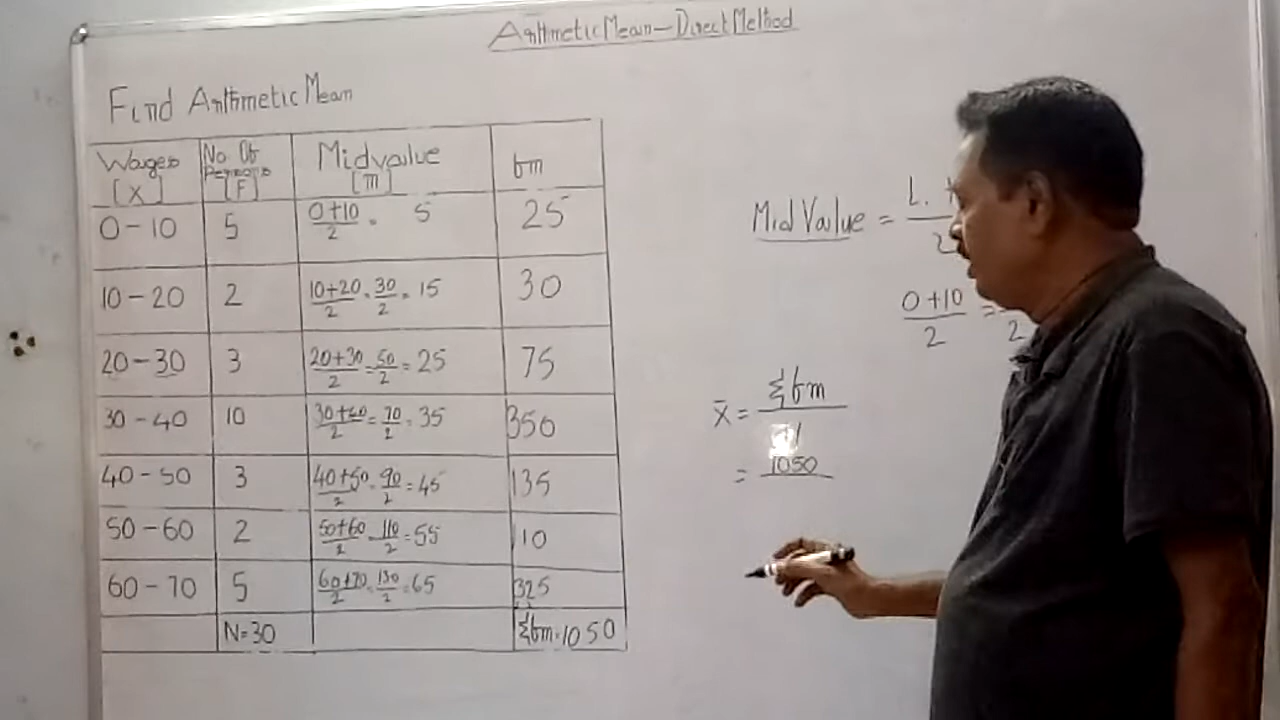 Arithmetic Mean - Direct Method
Find Arithmetic Mean
Wages [X] No Of Persons [F] Midvalue [m] fm
0-10 5 0+10/2 = 5 25
10-20 2 10+20/2 = 30/2 = 15 30
20-30 3 20+30/2 = 50/2 = 25 75
30-40 10 30+40/2 = 70/2 = 35 350
40-50 3 40+50/2 = 90/2 = 45 135
50-60 2 50+60/2 = 110/2 = 55 110
60-70 5 60+70/2 = 130/2 = 65 325
N=30 Σfm=1050
Mid Value = L. / 2
0+10/2 = /2
X̄ = Σfm /
= 1050